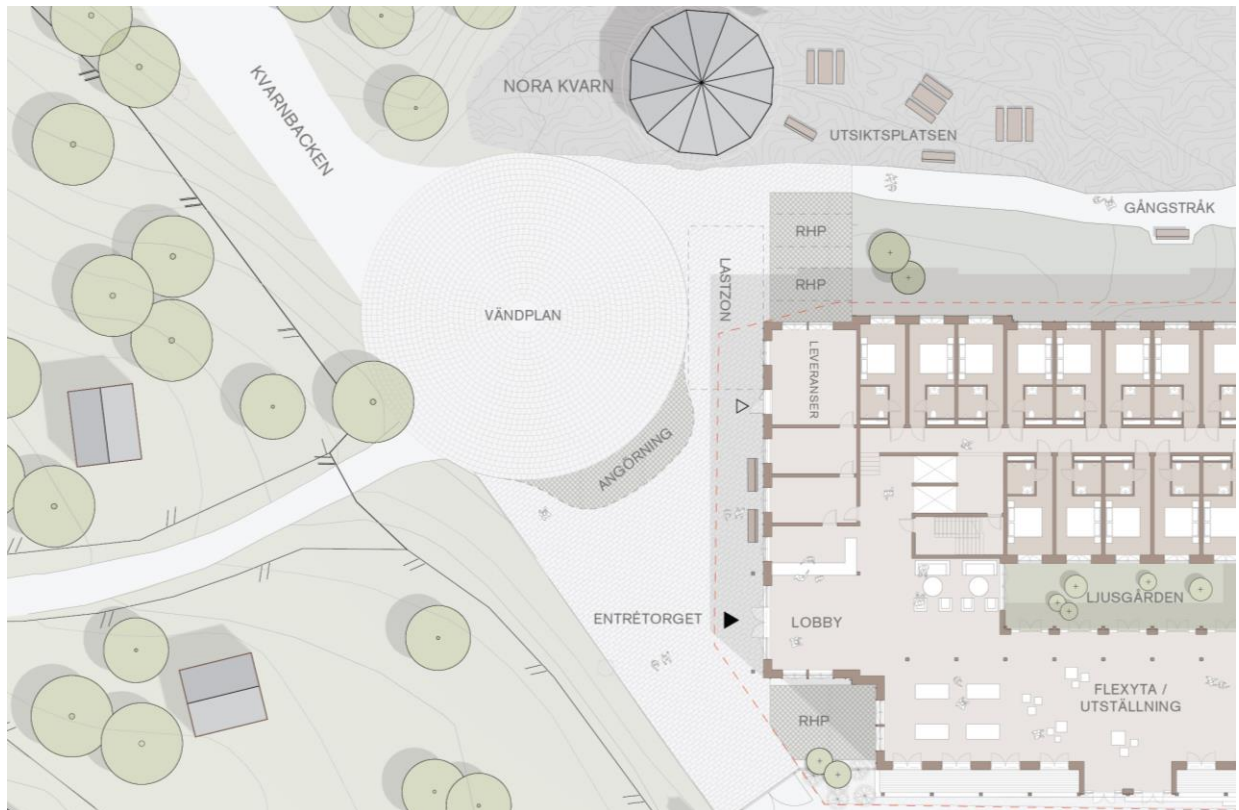 KVARNBACKEN
NORA KVARN
UTSIKTSPLATSEN
GÅNGSTRÅK
RHP
RHP
LASTZON
VÄNDPLAN
LEVERANSER
ANGÖRNING
ENTRÉTORGET
LOBBY
LJUSGÅRDEN
FLEXYTA /
UTSTÄLLNING
RHP